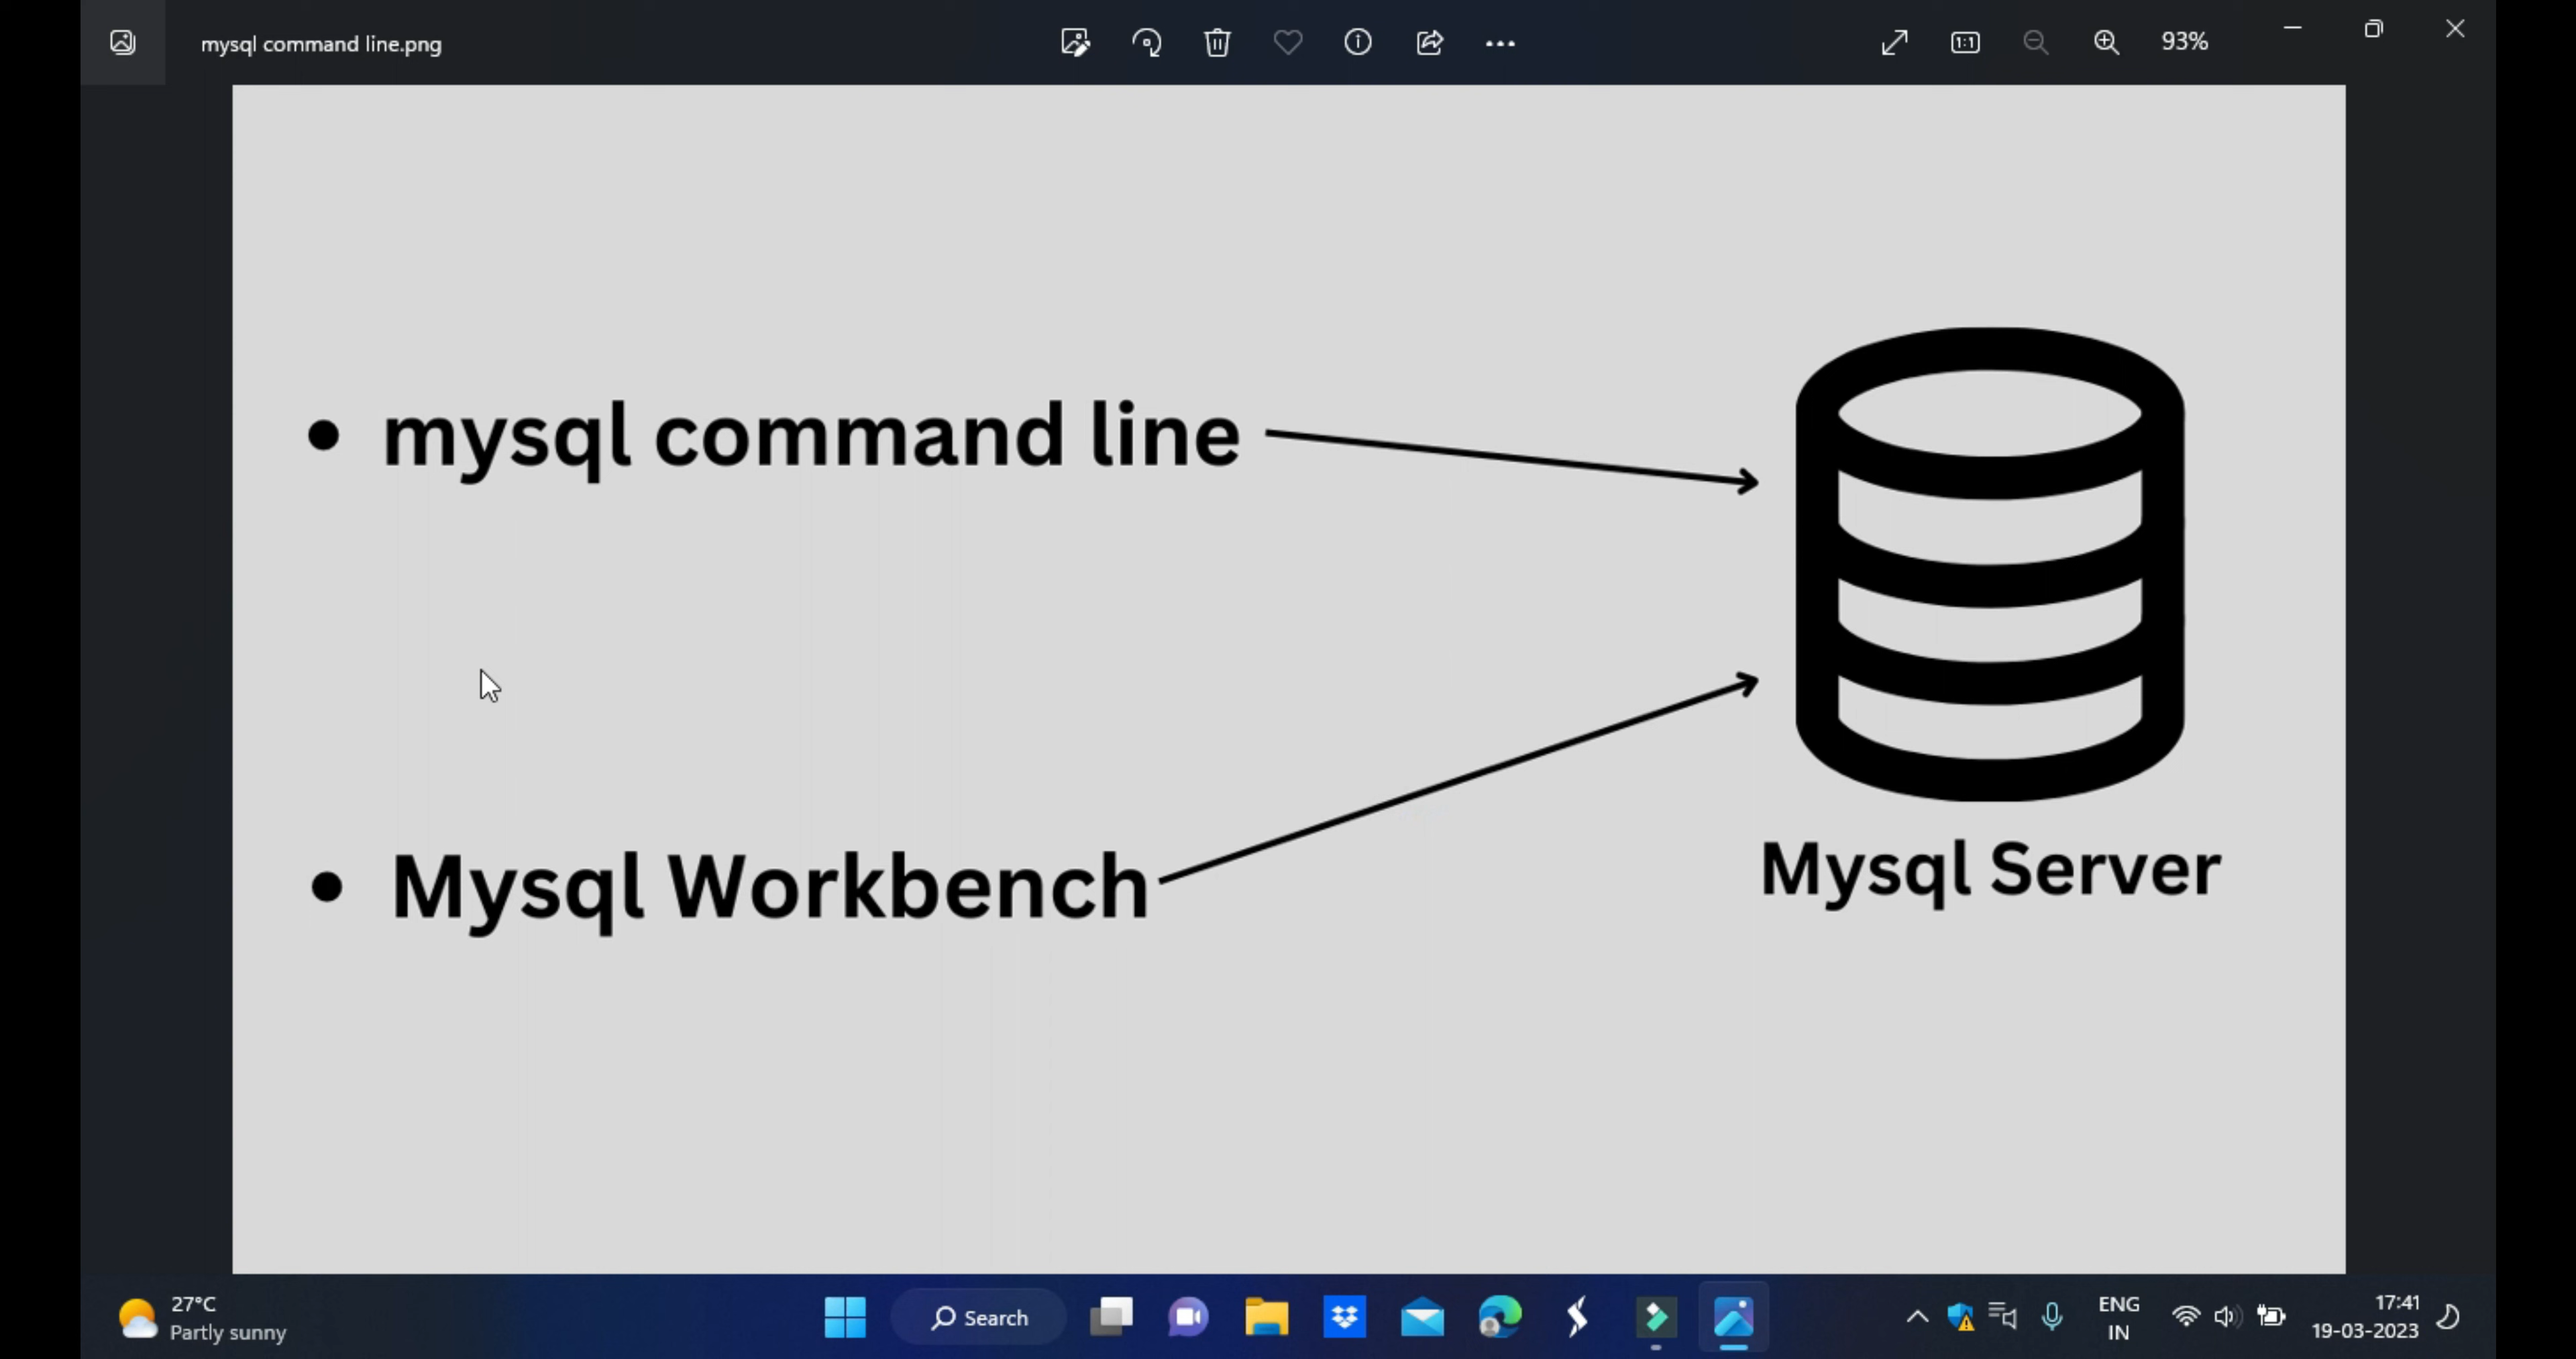 mysql command line.png
93%
mysql command line
Mysql Workbench
Mysql Server
27°C
Partly sunny
Search
ENG
IN
17:41
19-03-2023